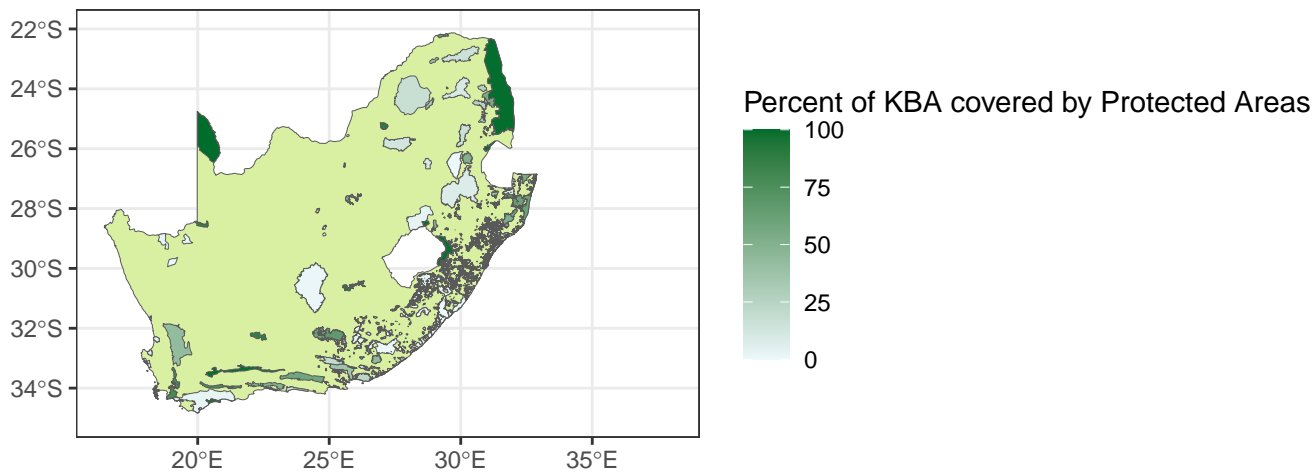 22°S
24°S
26°S
28°S
30°S
32°S
34°S
20°E 25°E 30°E 35°E
Percent of KBA covered by Protected Areas
100
75
50
25
0